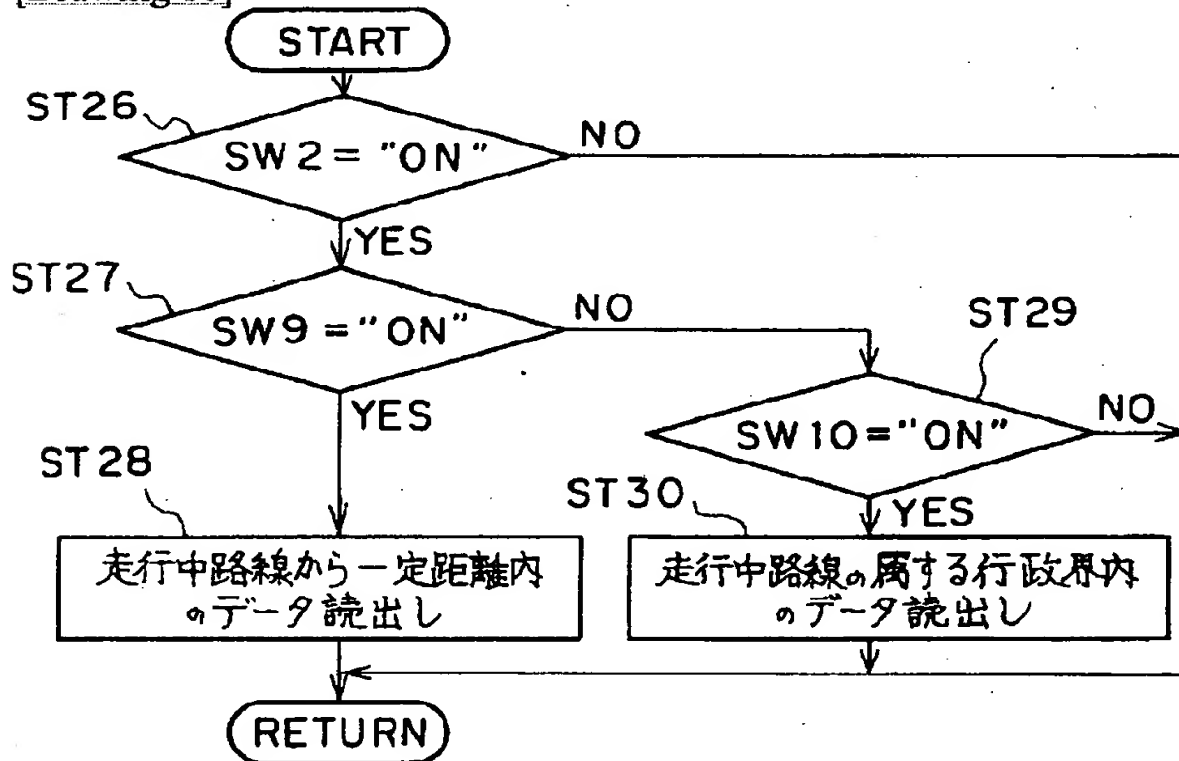 START
ST26
SW2="ON"
NO
YES
ST27
SW9="ON"
NO
ST29
YES
SW10="ON"
NO
ST28
ST30
YES
走行中路線から一定距離内
のデータ読出し
走行中路線の属する行政界内
のデータ読出し
RETURN